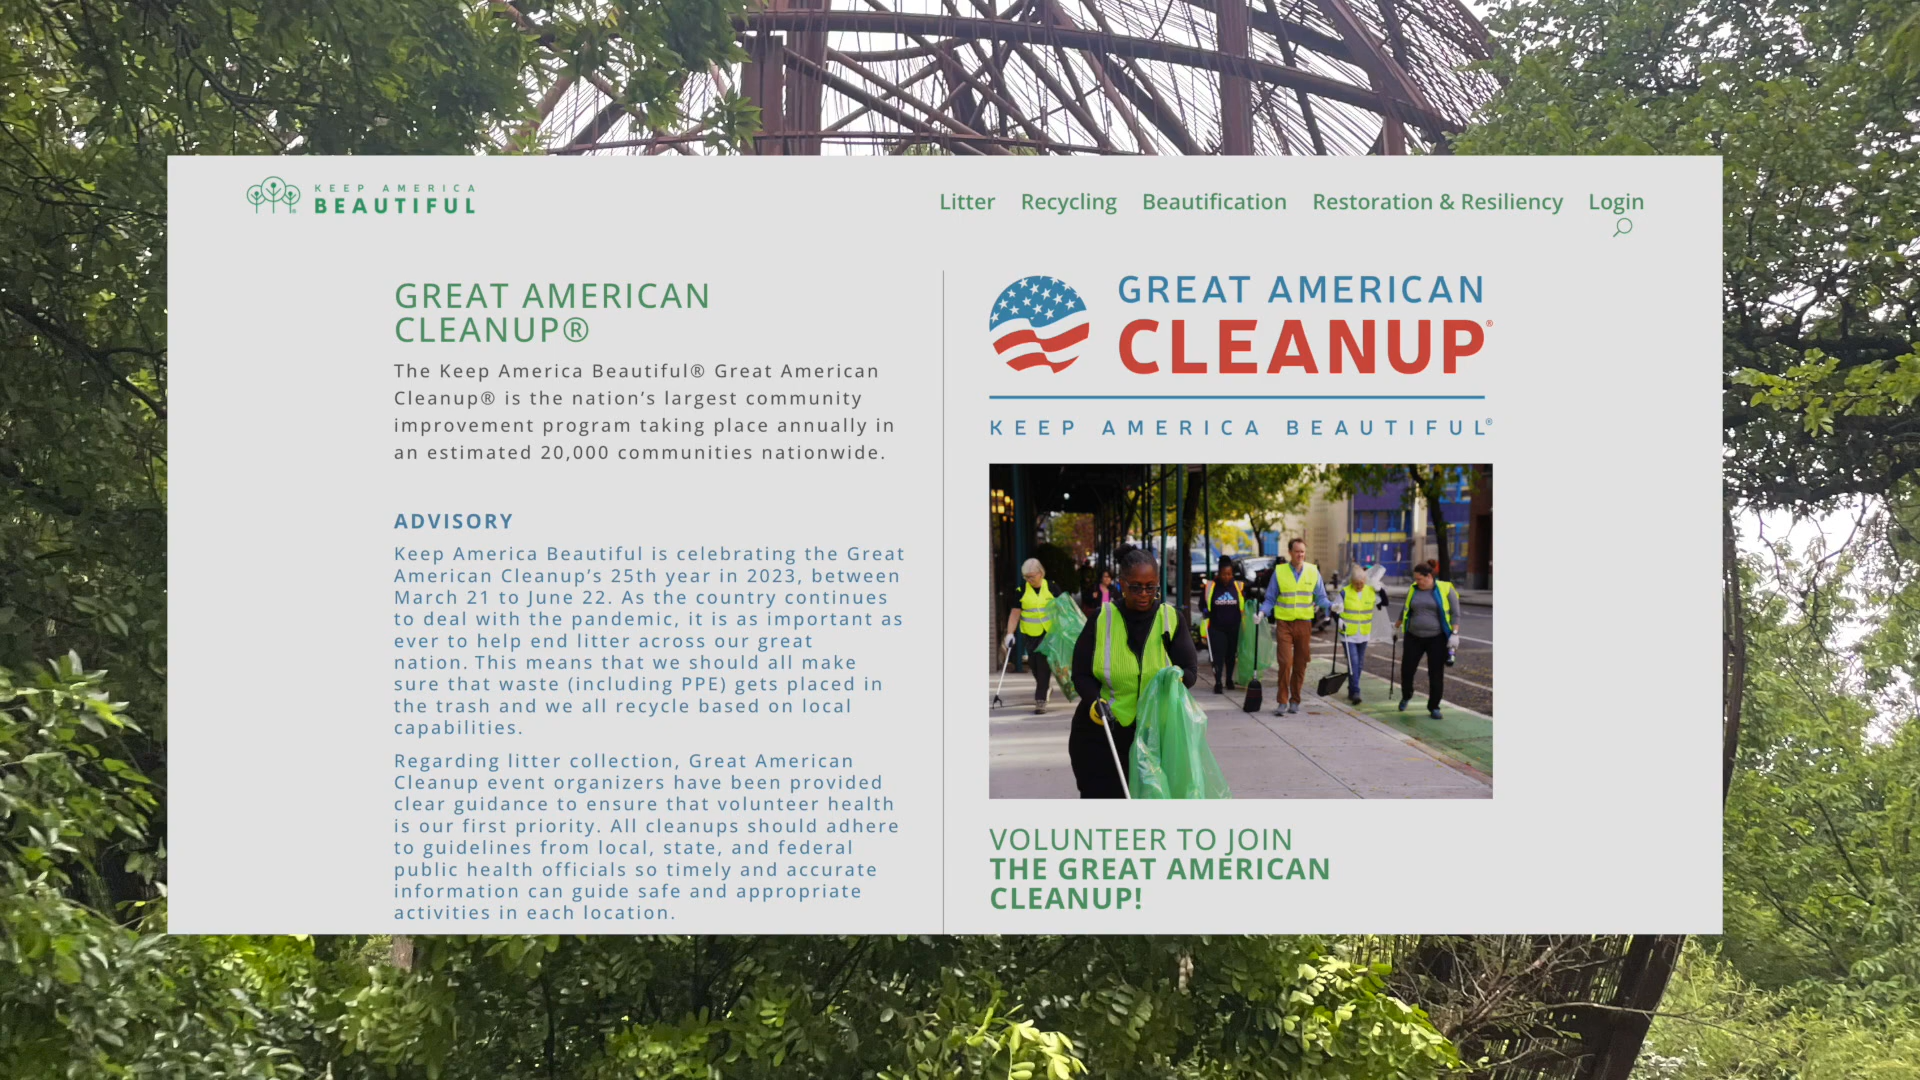 KEEP AMERICA
BEAUTIFUL
Litter Recycling Beautification Restoration & Resiliency Login
GREAT AMERICAN
CLEANUP®
The Keep America Beautiful® Great American
Cleanup® is the nation’s largest community
improvement program taking place annually in
an estimated 20,000 communities nationwide.
ADVISORY
Keep America Beautiful is celebrating the Great
American Cleanup’s 25th year in 2023, between
March 21 to June 22. As the country continues
to deal with the pandemic, it is as important as
ever to help end litter across our great
nation. This means that we should all make
sure that waste (including PPE) gets placed in
the trash and we all recycle based on local
capabilities.
Regarding litter collection, Great American
Cleanup event organizers have been provided
clear guidance to ensure that volunteer health
is our first priority. All cleanups should adhere
to guidelines from local, state, and federal
public health officials so timely and accurate
information can guide safe and appropriate
activities in each location.
GREAT AMERICAN
CLEANUP®
KEEP AMERICA BEAUTIFUL®
VOLUNTEER TO JOIN
THE GREAT AMERICAN
CLEANUP!